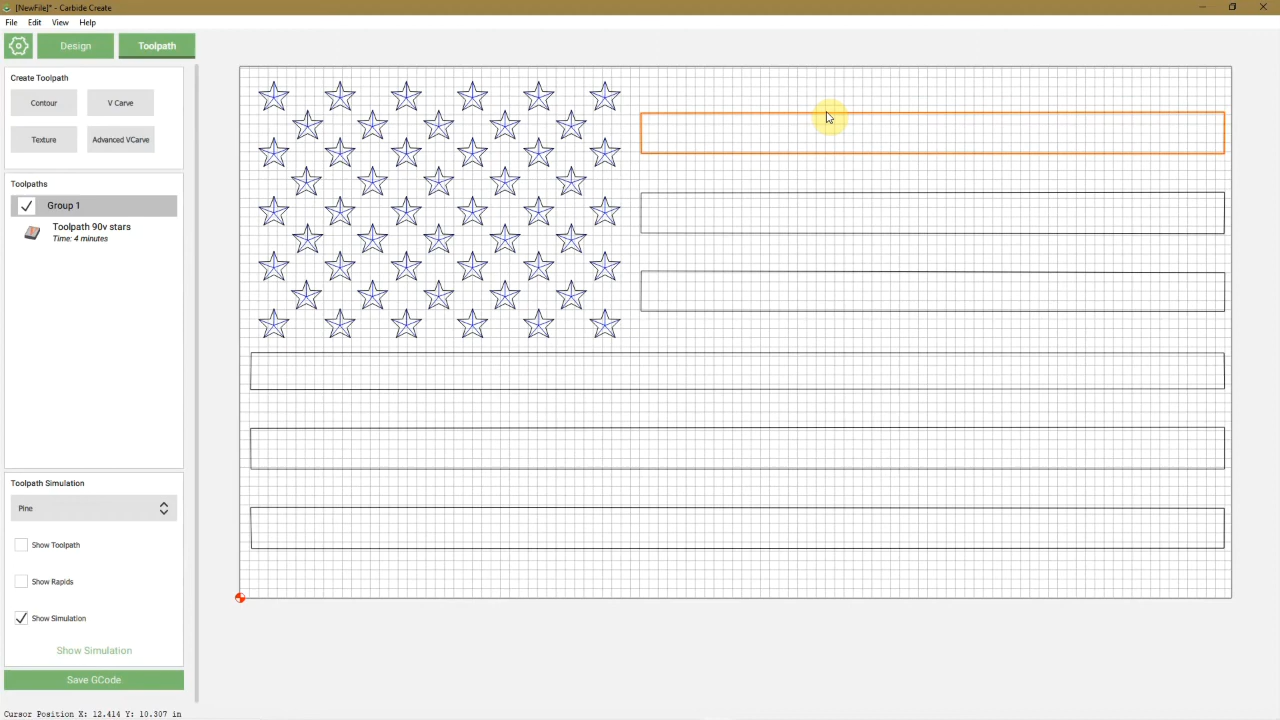 [NewFile]* - Carbide Create
File Edit View Help
Design Toolpath
Create Toolpath
Contour V Carve
Texture Advanced VCarve
Toolpaths
Group 1
Toolpath 90v stars
Time: 4 minutes
Toolpath Simulation
Pine
Show Toolpath
Show Rapids
Show Simulation
Show Simulation
Save GCode
Cursor Position X: 12.414 Y: 10.307 in